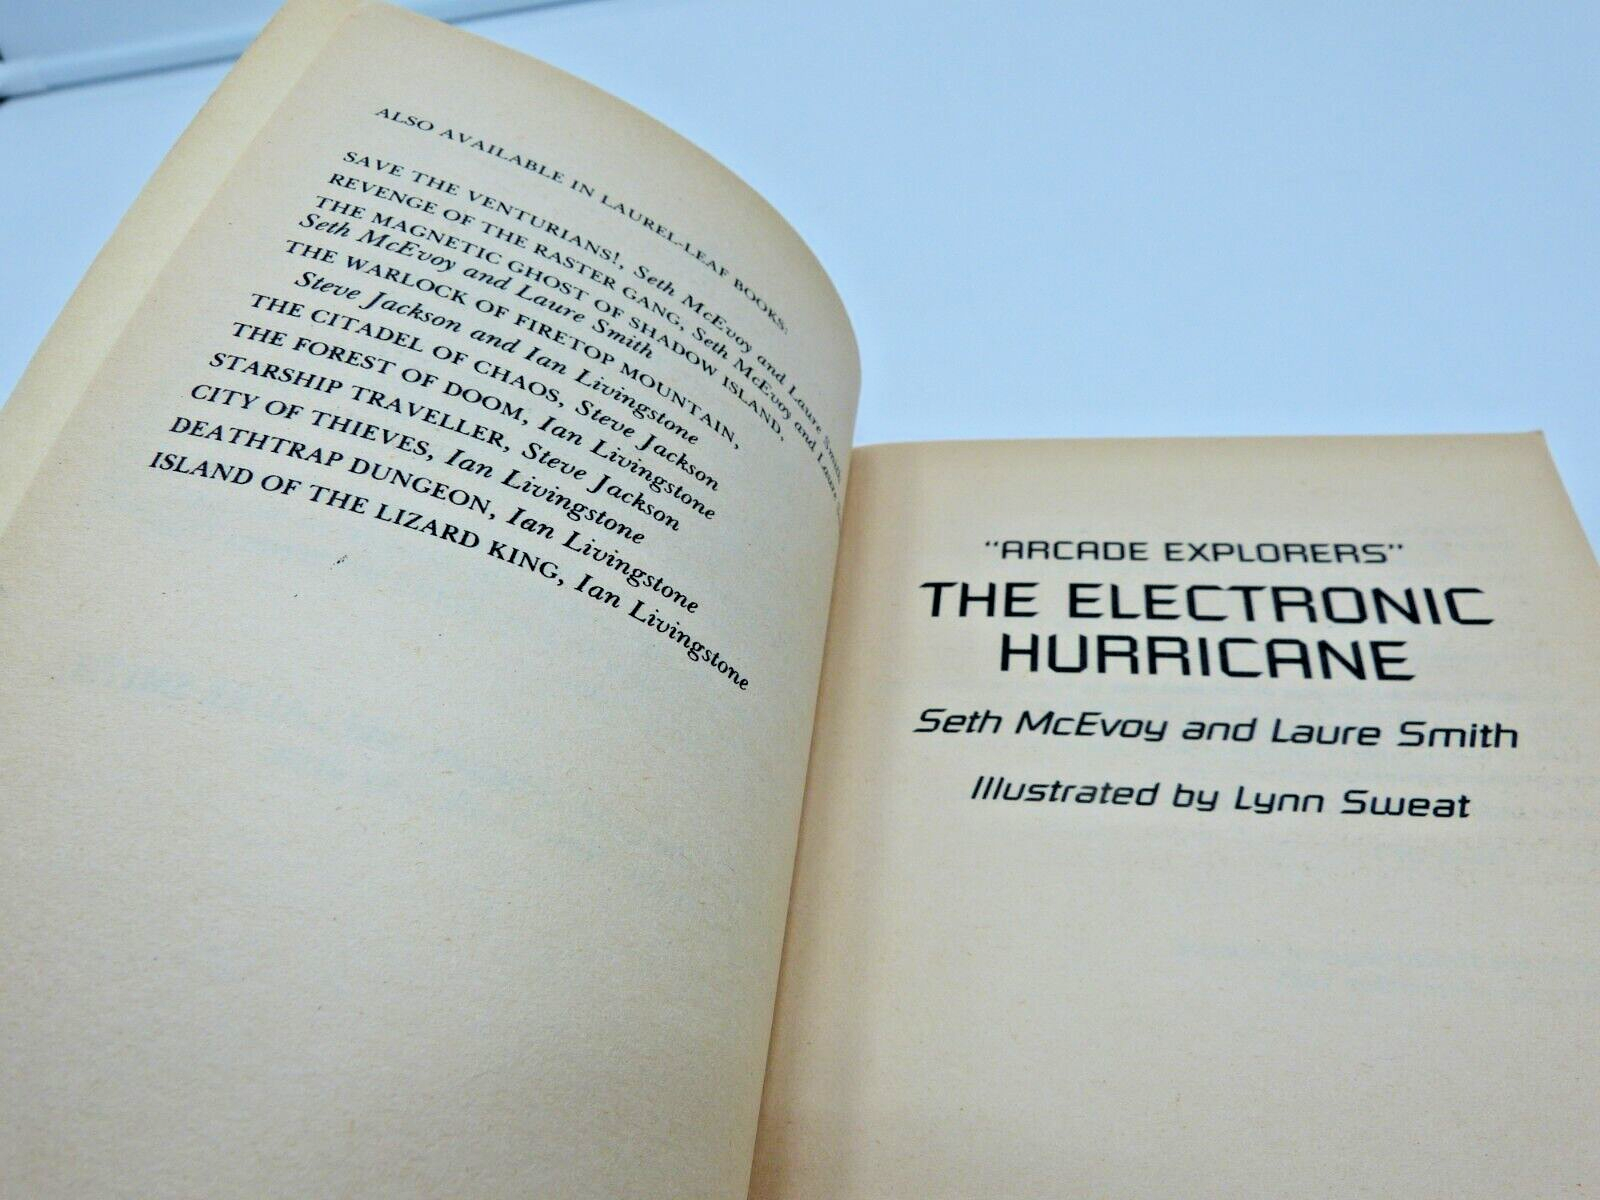 ALSO AVAILABLE IN LAUREL-LEAF BOOKS:
SAVE THE VENTURIANS!, Seth McEvoy and Laure Smith
REVENGE OF THE RASTER GANG, Seth McEvoy and Laure
THE MAGNETIC GHOST OF SHADOW ISLAND,
Seth McEvoy and Laure Smith
THE WARLOCK OF FIRETOP MOUNTAIN,
Steve Jackson and Ian Livingstone
THE CITADEL OF CHAOS, Steve Jackson
THE FOREST OF DOOM, Ian Livingstone
STARSHIP TRAVELLER, Steve Jackson
CITY OF THIEVES, Ian Livingstone
DEATHTRAP DUNGEON, Ian Livingstone
ISLAND OF THE LIZARD KING, Ian Livingstone
"ARCADE EXPLORERS"
THE ELECTRONIC
HURRICANE
Seth McEvoy and Laure Smith
Illustrated by Lynn Sweat